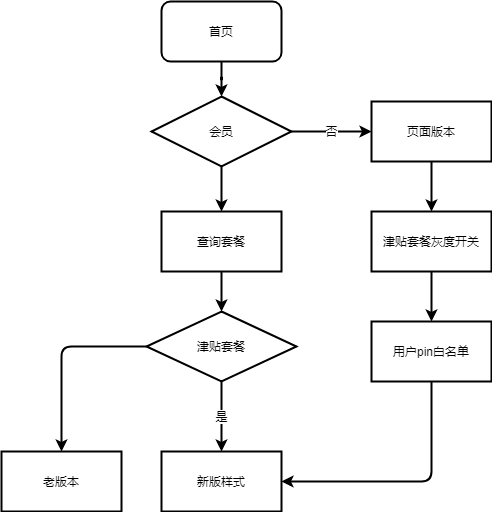 首页
会员
否
页面版本
查询套餐
津贴套餐灰度开关
津贴套餐
用户pin白名单
是
老版本
新版样式